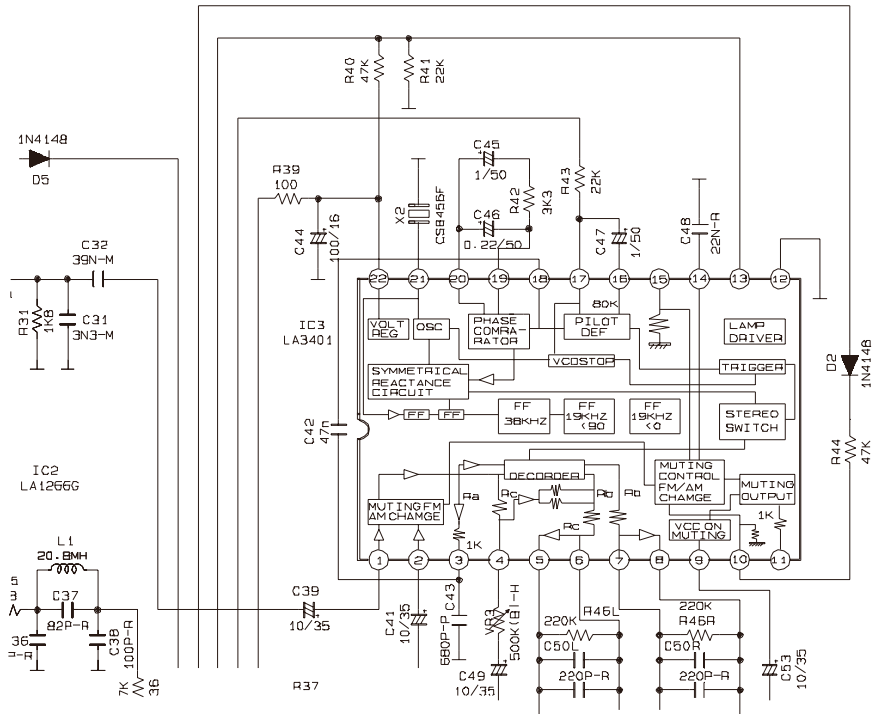 R40
47K
R41
22K
1N4148
D5
R39
100
C45
1/50
R42
3K3
R43
22K
C46
0.22/50
X2
CSB456F
C44
100/16
C47
1/50
C48
22N-R
C32
39N-M
R31
1K8
C31
3N3-M
22
21
20
19
18
17
16
15
14
13
12
IC3
LA3401
80K
VOLT
REG
OSC
PHASE
COMRA-
RATOR
PILOT
DEF
LAMP
DRIVER
D2
1N4148
VCOSTOP
TRIGGER
SYMMETRICAL
REACTANCE
CIRCUIT
FF
FF
FF
38KHZ
FF
19KHZ
<90
FF
19KHZ
<0
STEREO
SWITCH
C42
47n
R44
47K
IC2
LA1266G
DECORDER
MUTING
CONTROL
FM/AM
CHAMGE
MUTING
OUTPUT
Ra
Rc
Rd
Rb
Rc
MUTING FM
AM CHAMGE
VCC ON
MUTING
1K
1K
1
2
3
4
5
6
7
8
9
10
11
L1
20.8MH
5
8
C37
82P-R
36
P-R
C38
100P-R
7K
36
C39
10/35
R37
C41
10/35
C43
680P-P
VR3
500K(B)-H
C49
10/35
R46L
220K
C50L
220P-R
220K
R46R
C50R
220P-R
C53
10/35